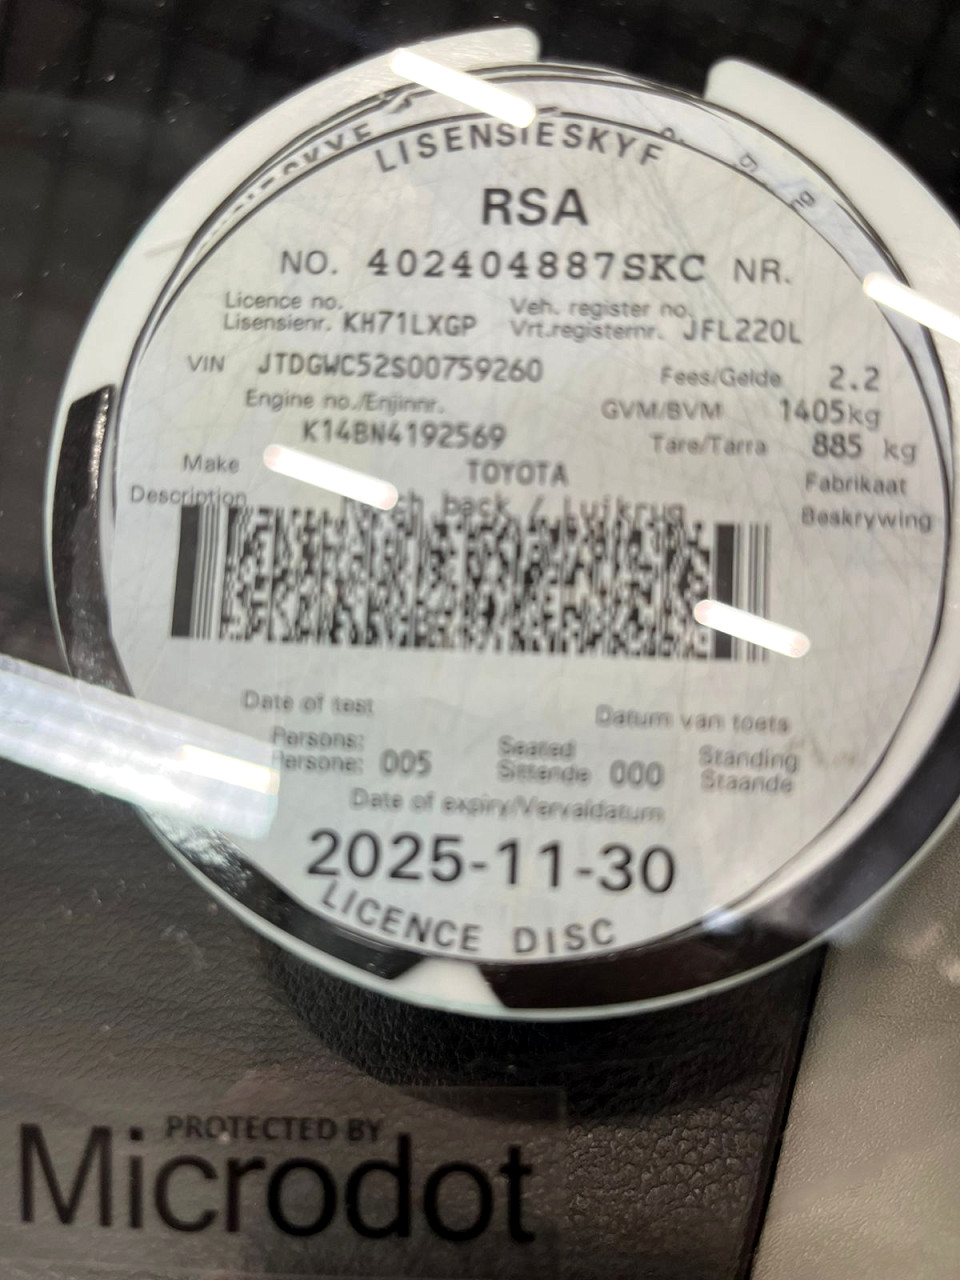 LISENSIESKYF
RSA
NO. 402404887SKC NR.
Licence no. Veh. register no.
Lisensienr. KH71LXGP Vrt.registernr. JFL220L
VIN JTDGWC52S00759260 Fees/Gelde 2.2
Engine no./Enjinnr. GVM/BVM 1405kg
K14BN4192569 Tare/Tarra 885 kg
Make TOYOTA Fabrikaat
Description back / Luikrug Beskrywing
Date of test Datum van toets
Persons: Seated Standing
Persone: 005 Sittende 000 Staande
Date of expiry/Vervaldatum
2025-11-30
LICENCE DISC
PROTECTED BY
Microdot